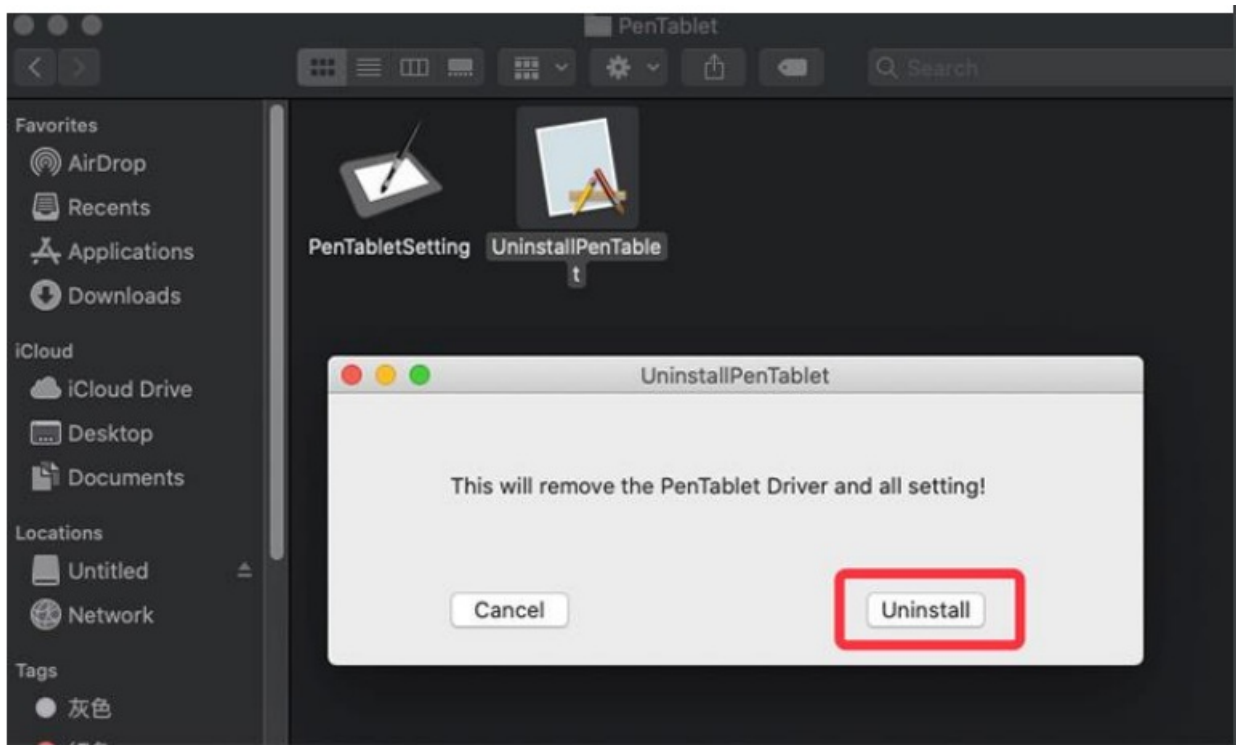 PenTablet
Search
Favorites
AirDrop
Recents
Applications
Downloads
iCloud
iCloud Drive
Desktop
Documents
Locations
Untitled
Network
Tags
灰色
PenTabletSetting
UninstallPenTable
t
UninstallPenTablet
This will remove the PenTablet Driver and all setting!
Cancel
Uninstall